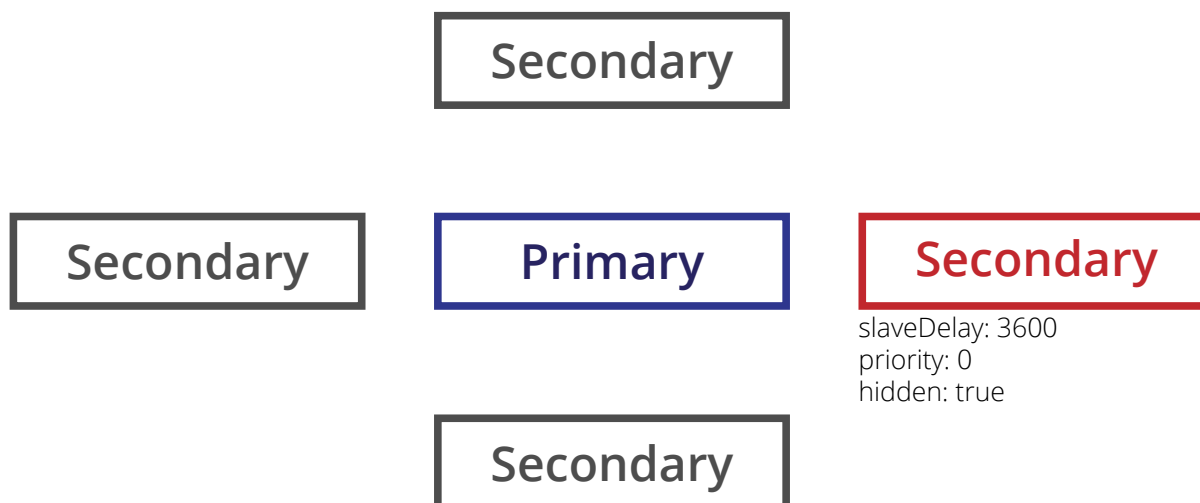 Secondary
Secondary
Primary
Secondary
slaveDelay: 3600
priority: 0
hidden: true
Secondary